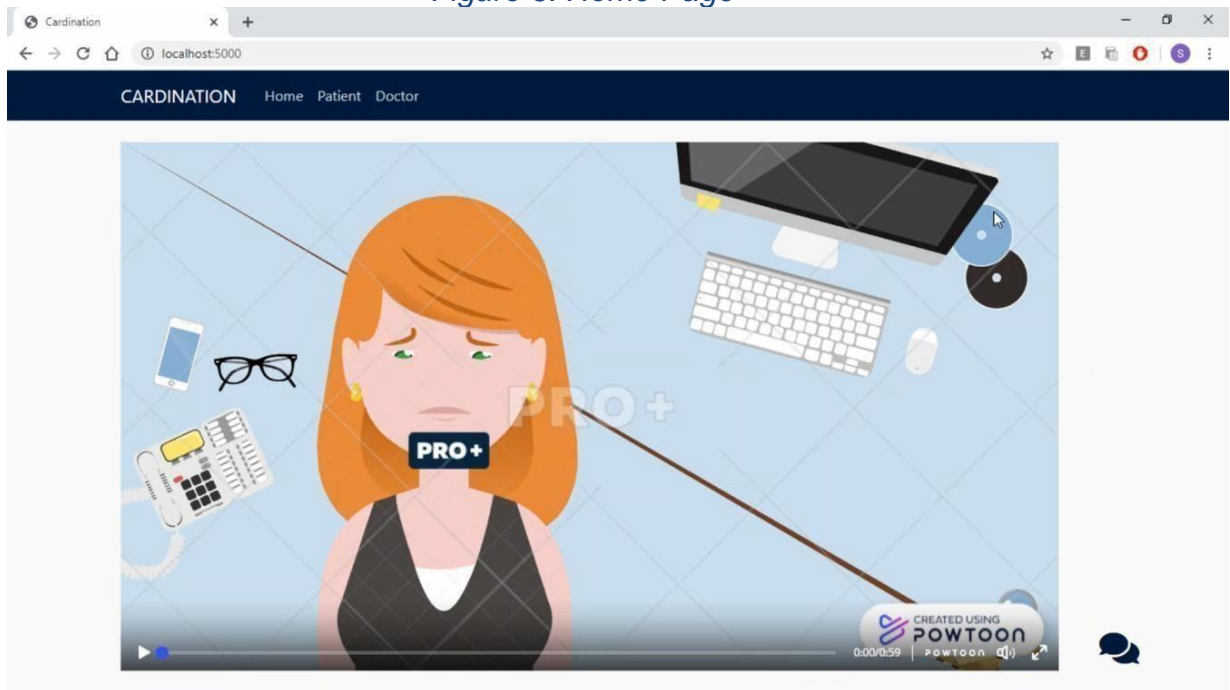 Figure 8: Home Page
Cardination
localhost:5000
E
S
CARDINATION Home Patient Doctor
PRO+
PRO+
CREATED USING
POWTOON
0:00/0:59 POWTOON